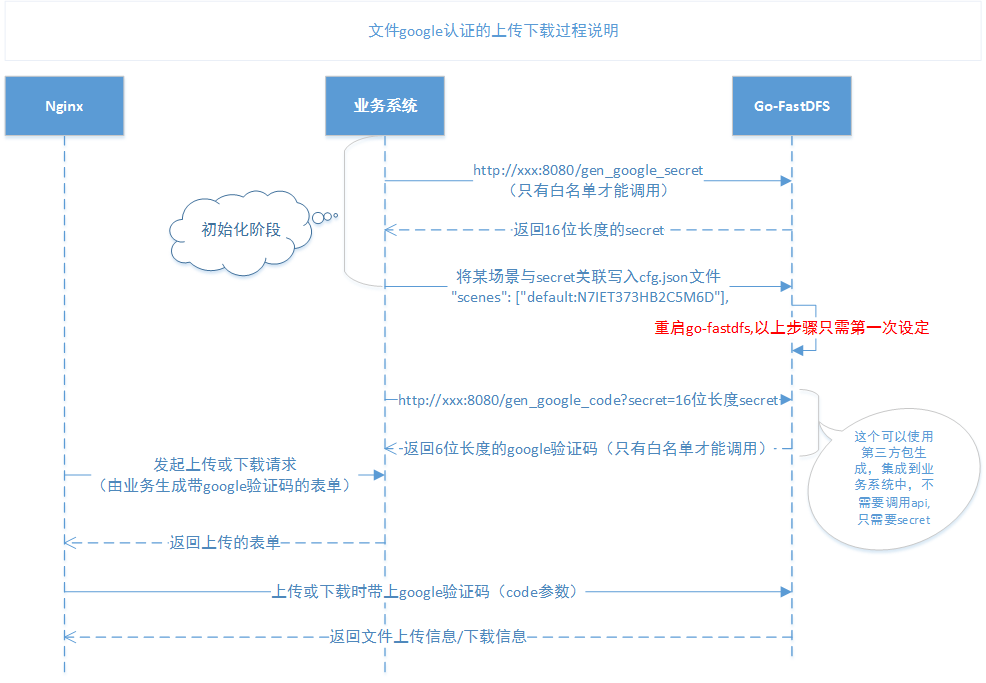 文件google认证的上传下载过程说明
Nginx
业务系统
Go-FastDFS
http://xxx:8080/gen_google_secret
（只有白名单才能调用）
初始化阶段
返回16位长度的secret
将某场景与secret关联写入cfg.json文件
"scenes": ["default:N7IET373HB2C5M6D"],
重启go-fastdfs,以上步骤只需第一次设定
http://xxx:8080/gen_google_code?secret=16位长度secret
返回6位长度的google验证码（只有白名单才能调用）
这个可以使用
第三方包生
成，集成到业
务系统中，不
需要调用api,
只需要secret
发起上传或下载请求
（由业务生成带google验证码的表单）
返回上传的表单
上传或下载时带上google验证码（code参数）
返回文件上传信息/下载信息